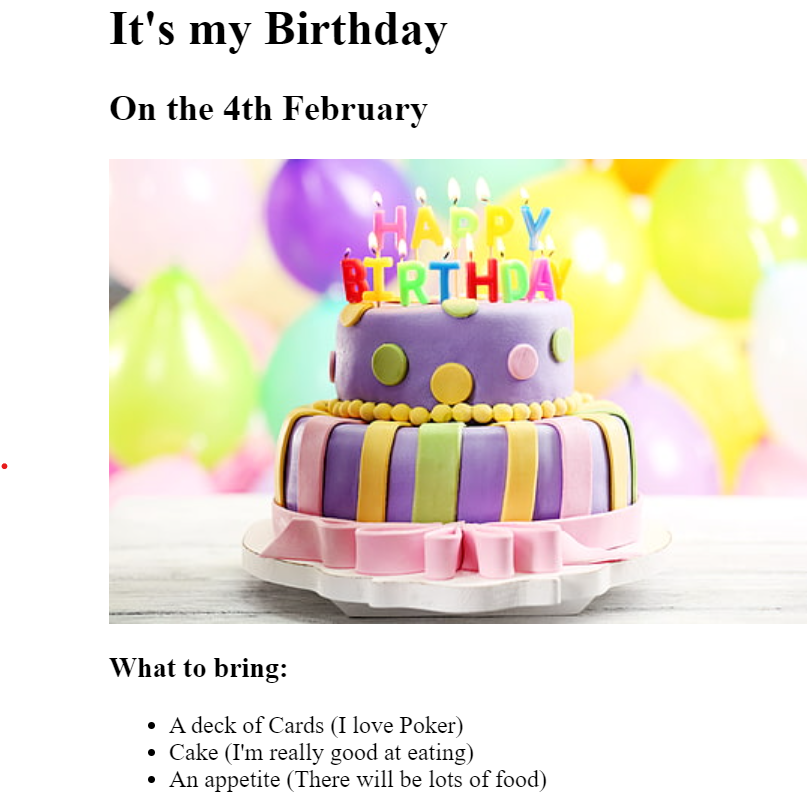 It's my Birthday
On the 4th February
HAPPY
BIRTHDAY
What to bring:
A deck of Cards (I love Poker)
Cake (I'm really good at eating)
An appetite (There will be lots of food)